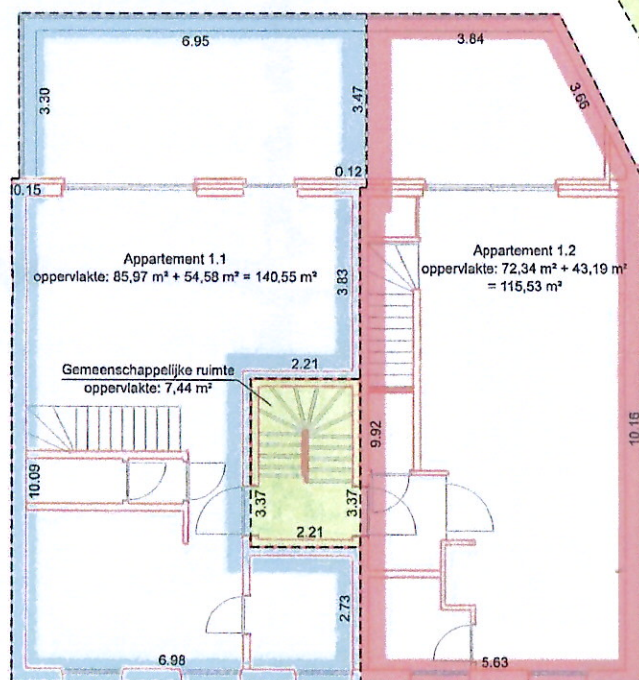 6.95
3.84
3.30
3.47
3.66
0.15
0.12
Appartement 1.1
oppervlakte: 85,97 m² + 54,58 m² = 140,55 m²
Appartement 1.2
oppervlakte: 72,34 m² + 43,19 m²
= 115,53 m²
3.83
2.21
Gemeenschappelijke ruimte
oppervlakte: 7,44 m²
9.92
10.16
10.09
3.37
3.37
2.21
2.73
6.98
5.63